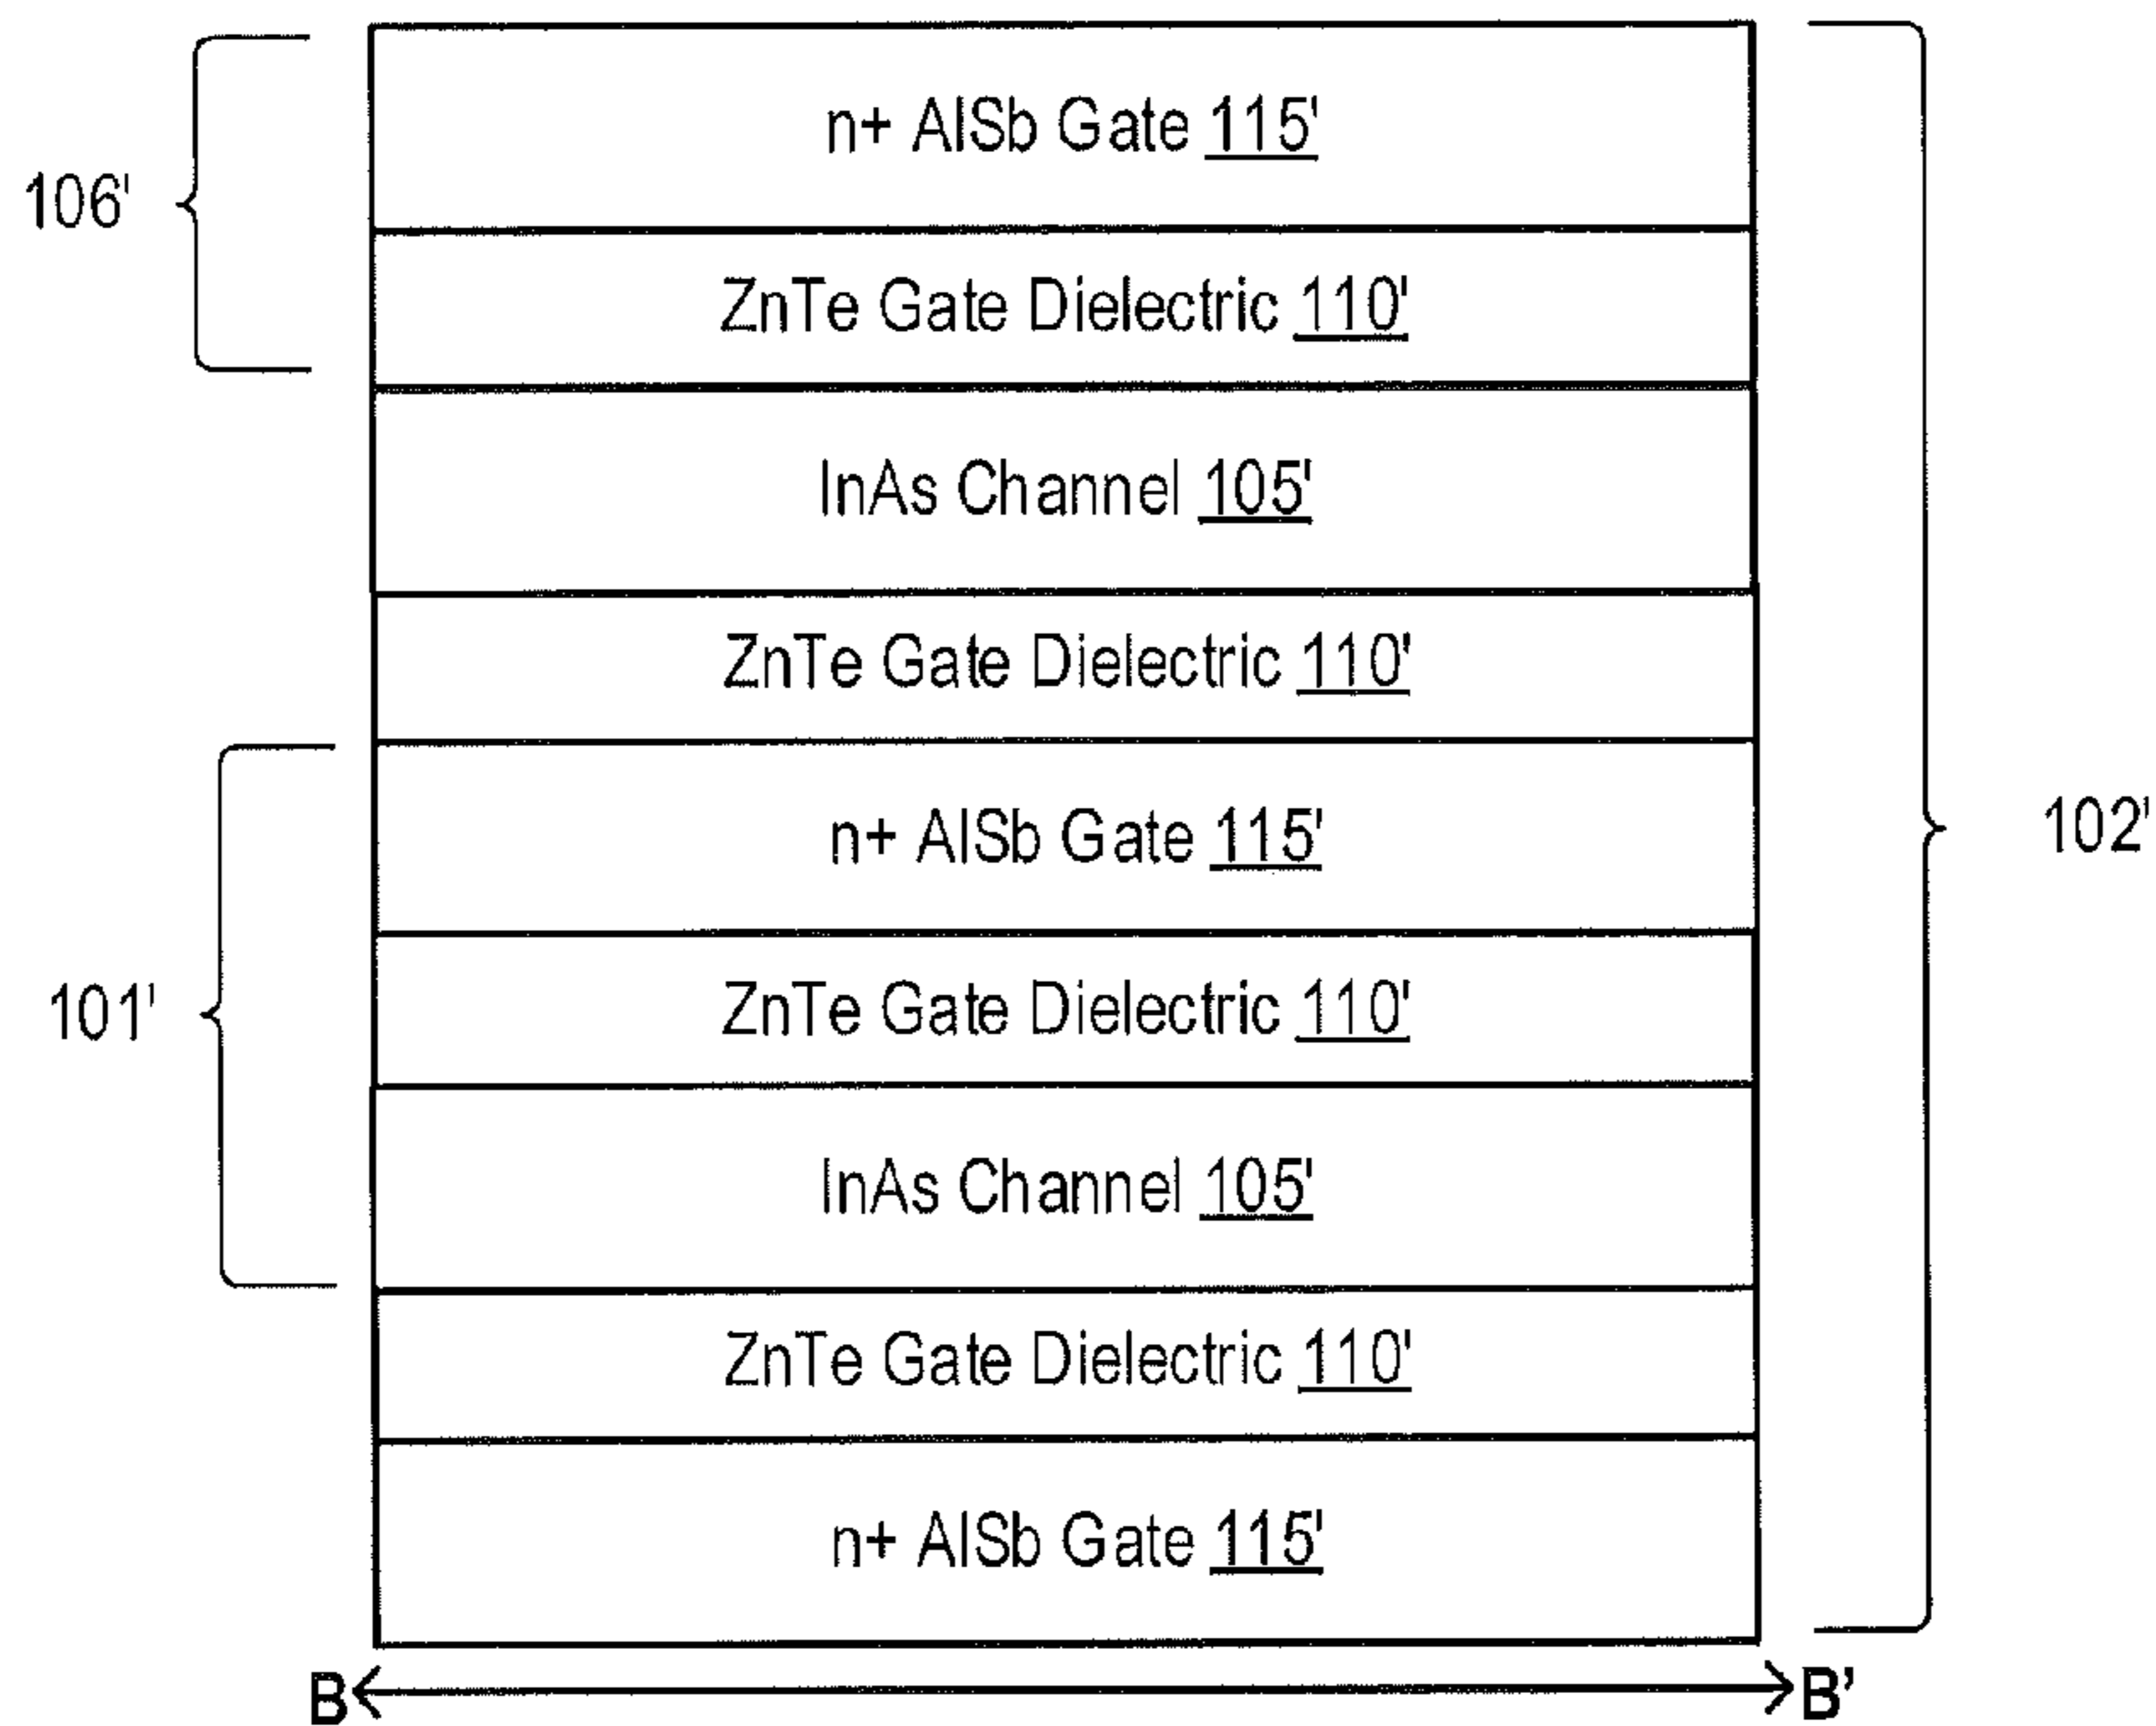 n+ AlSb Gate 115'
106'
ZnTe Gate Dielectric 110'
InAs Channel 105'
ZnTe Gate Dielectric 110'
n+ AlSb Gate 115'
102'
ZnTe Gate Dielectric 110'
101'
InAs Channel 105'
ZnTe Gate Dielectric 110'
n+ AlSb Gate 115'
B B'